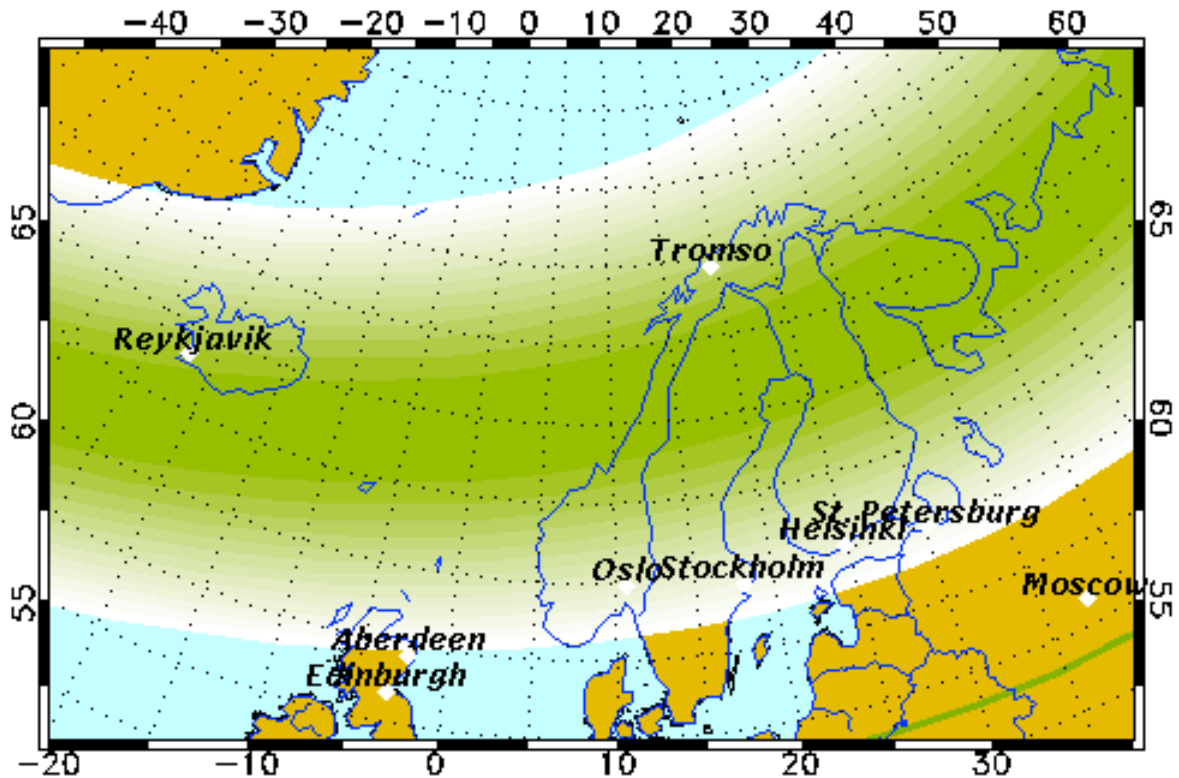 -40 -30 -20 -10 0 10 20 30 40 50 60
65 65
Tromso
Reykjavik
60 60
St. Petersburg
Helsinki
Oslo Stockholm
Moscow
55 55
Aberdeen
Edinburgh
-20 -10 0 10 20 30